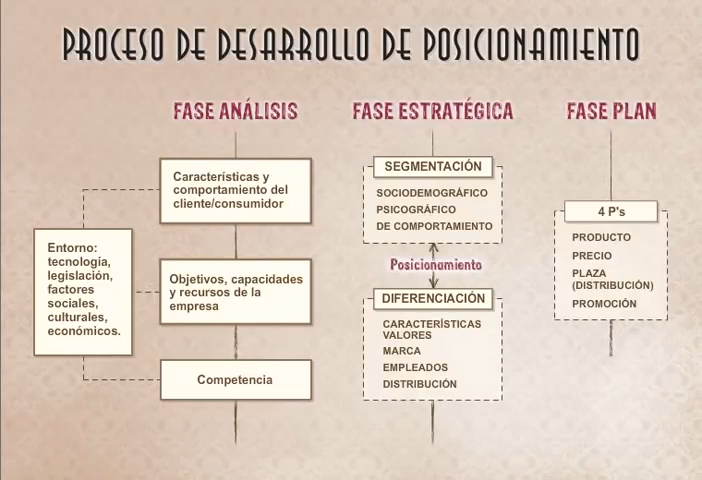 PROCESO DE DESARROLLO DE POSICIONAMIENTO
FASE ANÁLISIS
Características y
comportamiento del
cliente/consumidor
Entorno:
tecnología,
legislación,
factores
sociales,
culturales,
económicos.
Objetivos, capacidades
y recursos de la
empresa
Competencia
FASE ESTRATÉGICA
SEGMENTACIÓN
SOCIODEMOGRÁFICO
PSICOGRÁFICO
DE COMPORTAMIENTO
Posicionamiento
DIFERENCIACIÓN
CARACTERÍSTICAS
VALORES
MARCA
EMPLEADOS
DISTRIBUCIÓN
FASE PLAN
4 P's
PRODUCTO
PRECIO
PLAZA
(DISTRIBUCIÓN)
PROMOCIÓN